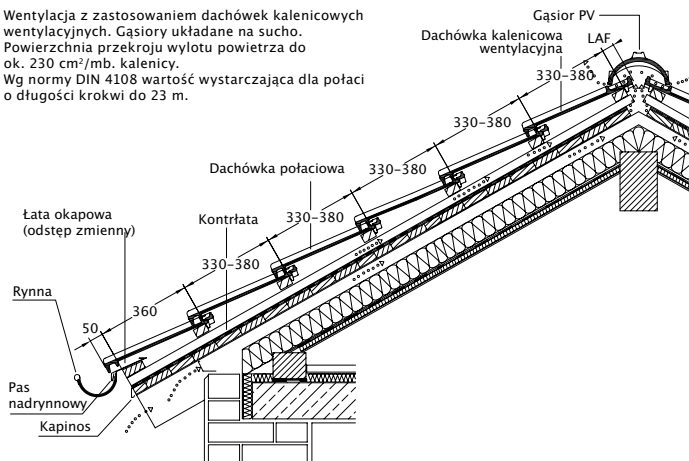 Wentylacja z zastosowaniem dachówek kalenicowych
wentylacyjnych. Gąsiory układane na sucho.
Powierzchnia przekroju wylotu powietrza do
ok. 230 cm²/mb. kalenicy.
Wg normy DIN 4108 wartość wystarczająca dla połaci
o długości krokwi do 23 m.
Gąsior PV
Dachówka kalenicowa
wentylacyjna
LAF
330–380
330–380
330–380
Dachówka połaciowa
330–380
Łata okapowa
(odstęp zmienny)
Kontrłata
330–380
Rynna
360
50
Pas
nadrynnowy
Kapinos